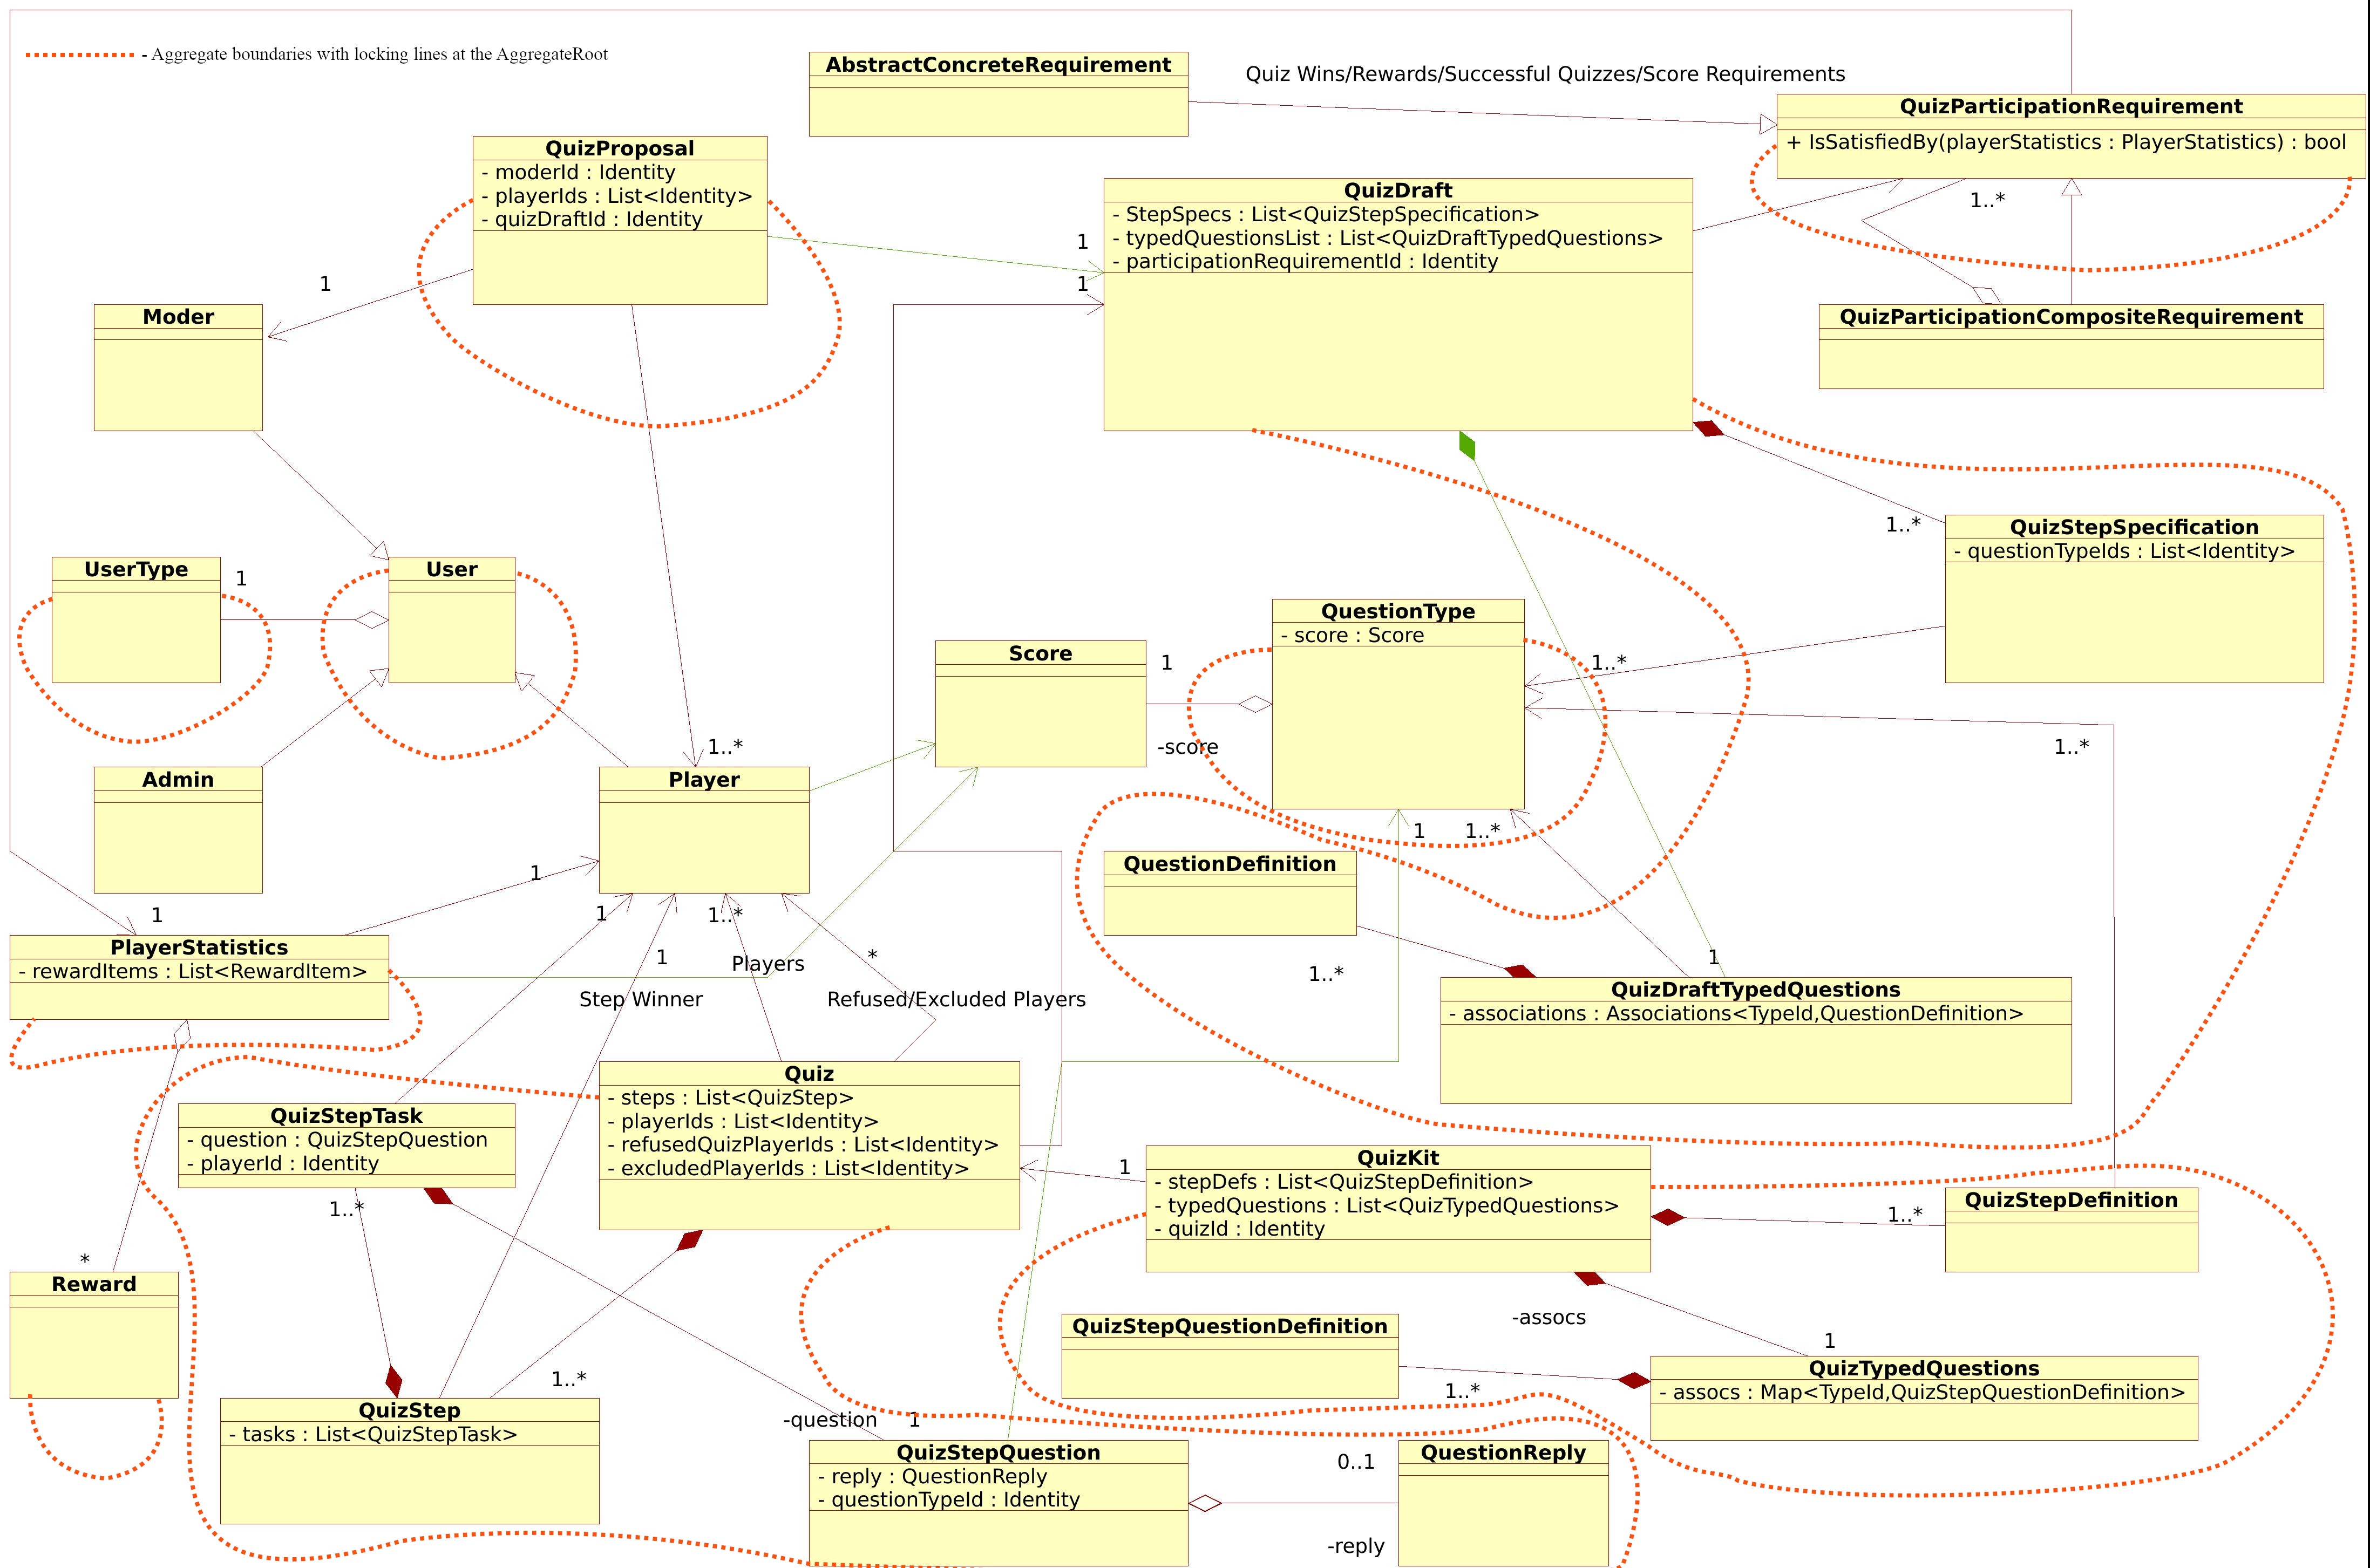 - Aggregate boundaries with locking lines at the AggregateRoot
AbstractConcreteRequirement
Quiz Wins/Rewards/Successful Quizzes/Score Requirements
QuizParticipationRequirement
+ IsSatisfiedBy(playerStatistics : PlayerStatistics) : bool
QuizProposal
- moderId : Identity
- playerIds : List<Identity>
- quizDraftId : Identity
QuizDraft
- StepSpecs : List<QuizStepSpecification>
- typedQuestionsList : List<QuizDraftTypedQuestions>
- participationRequirementId : Identity
1..*
1
1
1
Moder
QuizParticipationCompositeRequirement
1..*
QuizStepSpecification
- questionTypeIds : List<Identity>
UserType
1
User
QuestionType
- score : Score
Score
1
1..*
-score
1..*
1..*
Admin
Player
1
1..*
QuestionDefinition
1
1
1
1..*
PlayerStatistics
- rewardItems : List<RewardItem>
1
Players
*
1..*
1
Step Winner
Refused/Excluded Players
QuizDraftTypedQuestions
- associations : Associations<TypeId,QuestionDefinition>
Quiz
- steps : List<QuizStep>
- playerIds : List<Identity>
- refusedQuizPlayerIds : List<Identity>
- excludedPlayerIds : List<Identity>
QuizStepTask
- question : QuizStepQuestion
- playerId : Identity
1..*
1
QuizKit
- stepDefs : List<QuizStepDefinition>
- typedQuestions : List<QuizTypedQuestions>
- quizId : Identity
1..*
QuizStepDefinition
*
Reward
QuizStepQuestionDefinition
-assocs
1
1..*
1..*
QuizTypedQuestions
- assocs : Map<TypeId,QuizStepQuestionDefinition>
QuizStep
- tasks : List<QuizStepTask>
-question
1
QuizStepQuestion
- reply : QuestionReply
- questionTypeId : Identity
0..1
QuestionReply
-reply